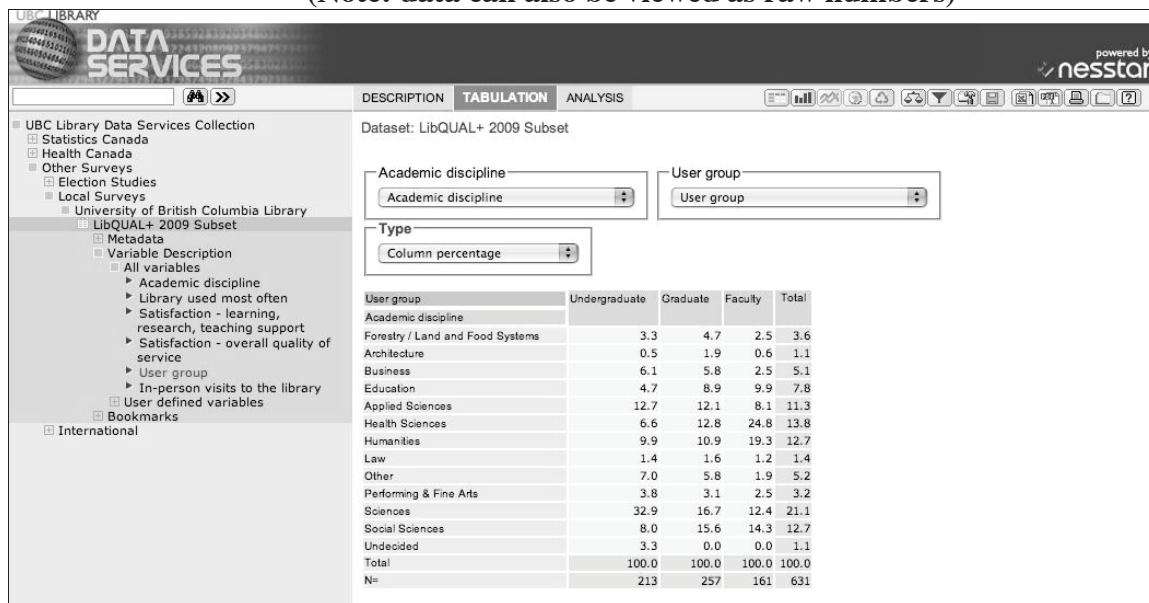 (Note: data can also be viewed as raw numbers)
UBC LIBRARY
DATA
SERVICES
powered by
nesstar
DESCRIPTION TABULATION ANALYSIS
UBC Library Data Services Collection
Statistics Canada
Health Canada
Other Surveys
Election Studies
Local Surveys
University of British Columbia Library
LibQUAL+ 2009 Subset
Metadata
Variable Description
All variables
Academic discipline
Library used most often
Satisfaction - learning,
research, teaching support
Satisfaction - overall quality of
service
User group
In-person visits to the library
User defined variables
Bookmarks
International
Dataset: LibQUAL+ 2009 Subset
Academic discipline User group
Academic discipline User group
Type
Column percentage
User group Undergraduate Graduate Faculty Total
Academic discipline
Forestry / Land and Food Systems 3.3 4.7 2.5 3.6
Architecture 0.5 1.9 0.6 1.1
Business 6.1 5.8 2.5 5.1
Education 4.7 8.9 9.9 7.8
Applied Sciences 12.7 12.1 8.1 11.3
Health Sciences 6.6 12.8 24.8 13.8
Humanities 9.9 10.9 19.3 12.7
Law 1.4 1.6 1.2 1.4
Other 7.0 5.8 1.9 5.2
Performing & Fine Arts 3.8 3.1 2.5 3.2
Sciences 32.9 16.7 12.4 21.1
Social Sciences 8.0 15.6 14.3 12.7
Undecided 3.3 0.0 0.0 1.1
Total 100.0 100.0 100.0 100.0
N= 213 257 161 631